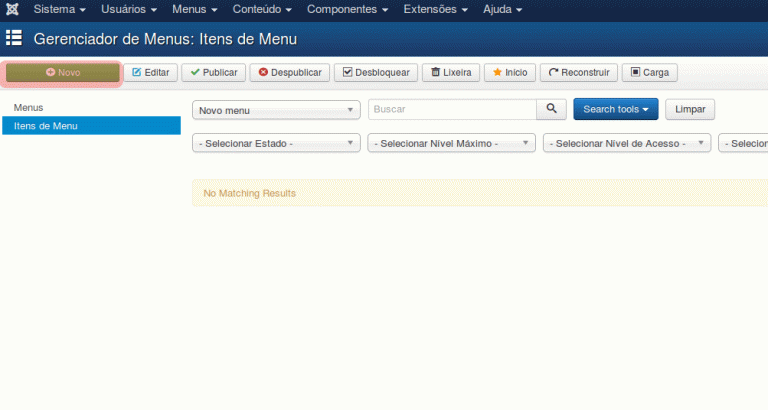 Sistema Usuários Menus Conteúdo Componentes Extensões Ajuda
Gerenciador de Menus: Itens de Menu
Novo Editar Publicar Despublicar Desbloquear Lixeira Início Reconstruir Carga
Menus
Itens de Menu
Novo menu Buscar Search tools Limpar
- Selecionar Estado - - Selecionar Nível Máximo - - Selecionar Nível de Acesso - - Selecion
No Matching Results